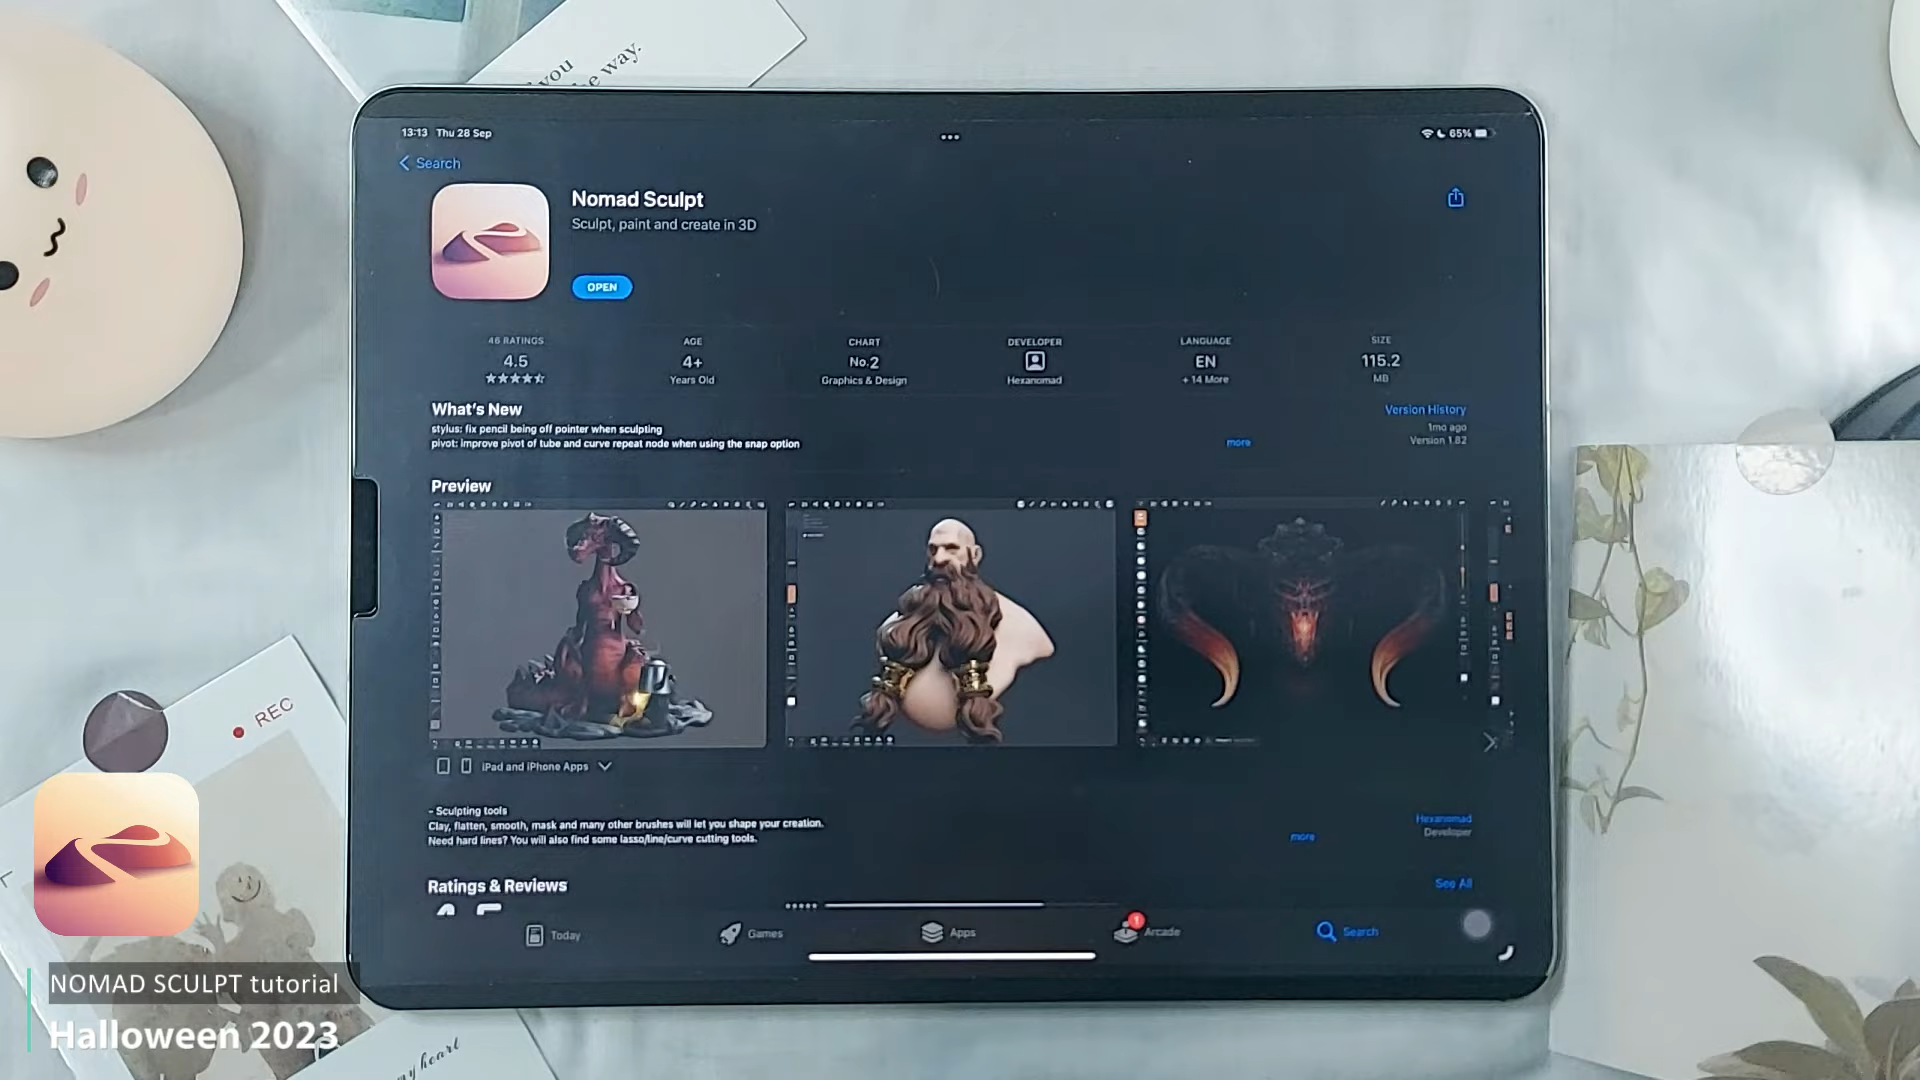 you
way.
13:13 Thu 28 Sep
65%
Search
Nomad Sculpt
Sculpt, paint and create in 3D
OPEN
46 RATINGS
4.5
AGE
4+
Years Old
CHART
No.2
Graphics & Design
DEVELOPER
Hexanomad
LANGUAGE
EN
+ 14 More
SIZE
115.2
MB
What's New
Version History
stylus: fix pencil being off pointer when sculpting
1mo ago
pivot: improve pivot of tube and curve repeat node when using the snap option
more
Version 1.82
Preview
REC
iPad and iPhone Apps
- Sculpting tools
Clay, flatten, smooth, mask and many other brushes will let you shape your creation.
Need hard lines? You will also find some lasso/line/curve cutting tools.
more
Hexanomad
Developer
Ratings & Reviews
See All
Today
Games
Apps
1
Arcade
Search
NOMAD SCULPT tutorial
Halloween 2023
my heart